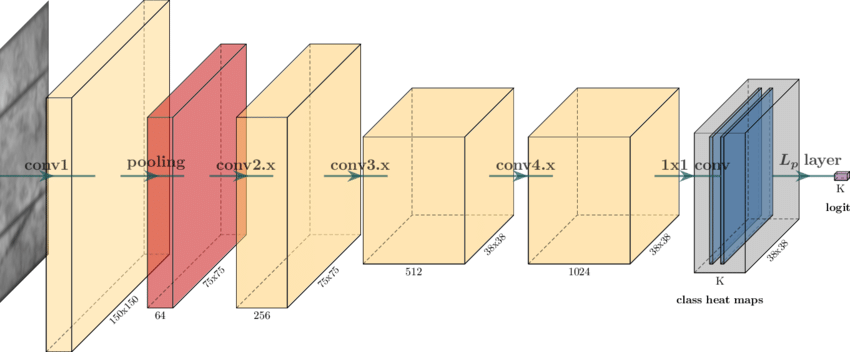 conv1
pooling
conv2.x
conv3.x
conv4.x
1x1 conv
L_p layer
150x150
64
75x75
256
75x75
512
38x38
1024
38x38
K
38x38
class heat maps
K
logit